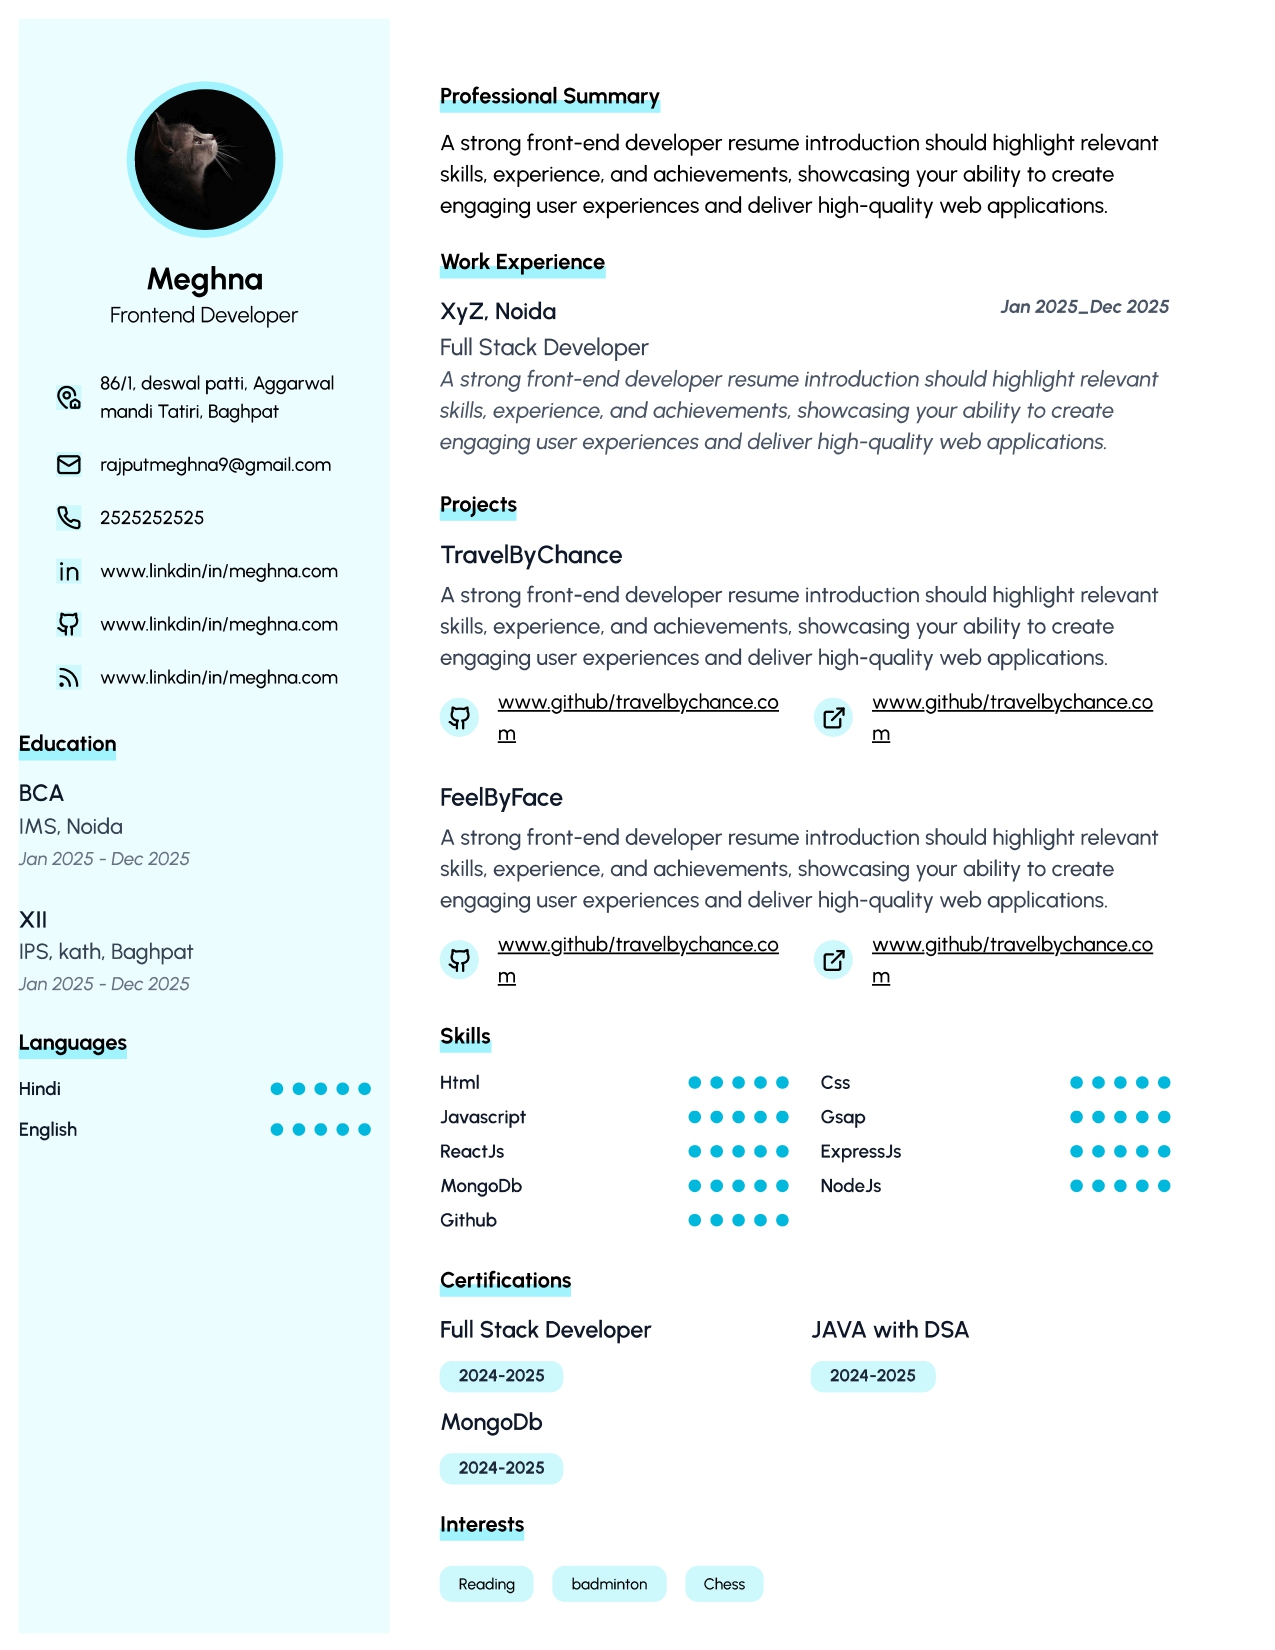 Meghna
Frontend Developer
86/1, deswal patti, Aggarwal
mandi Tatiri, Baghpat
rajputmeghna9@gmail.com
2525252525
www.linkdin/in/meghna.com
www.linkdin/in/meghna.com
www.linkdin/in/meghna.com
Education
BCA
IMS, Noida
Jan 2025 - Dec 2025
XII
IPS, kath, Baghpat
Jan 2025 - Dec 2025
Languages
Hindi
English
Professional Summary
A strong front-end developer resume introduction should highlight relevant
skills, experience, and achievements, showcasing your ability to create
engaging user experiences and deliver high-quality web applications.
Work Experience
XyZ, Noida
Jan 2025_Dec 2025
Full Stack Developer
A strong front-end developer resume introduction should highlight relevant
skills, experience, and achievements, showcasing your ability to create
engaging user experiences and deliver high-quality web applications.
Projects
TravelByChance
A strong front-end developer resume introduction should highlight relevant
skills, experience, and achievements, showcasing your ability to create
engaging user experiences and deliver high-quality web applications.
www.github/travelbychance.co
m
www.github/travelbychance.co
m
FeelByFace
A strong front-end developer resume introduction should highlight relevant
skills, experience, and achievements, showcasing your ability to create
engaging user experiences and deliver high-quality web applications.
www.github/travelbychance.co
m
www.github/travelbychance.co
m
Skills
Html
Css
Javascript
Gsap
ReactJs
ExpressJs
MongoDb
NodeJs
Github
Certifications
Full Stack Developer
2024-2025
JAVA with DSA
2024-2025
MongoDb
2024-2025
Interests
Reading
badminton
Chess